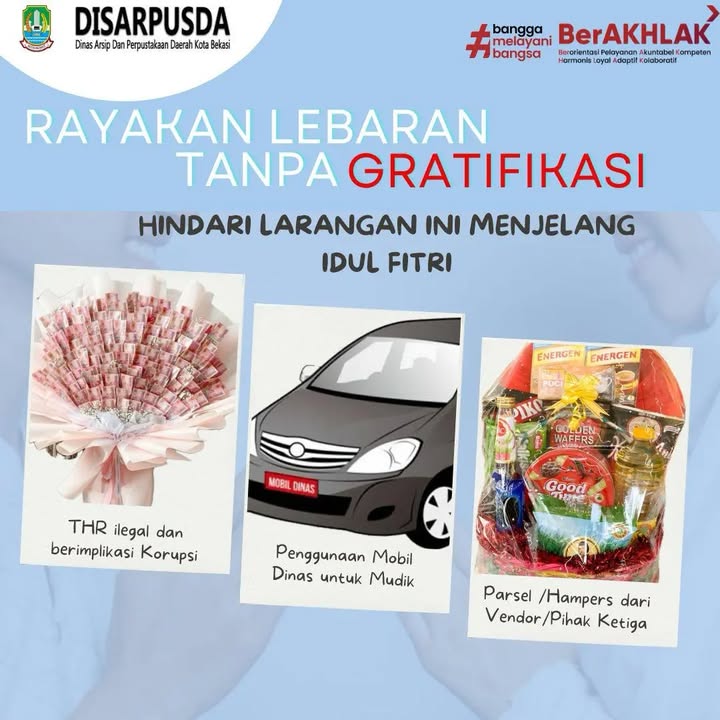 DISARPUSDA
Dinas Arsip Dan Perpustakaan Daerah Kota Bekasi
#bangga
melayani
bangsa
BerAKHLAK
Berorientasi Pelayanan Akuntabel Kompeten
Harmonis Loyal Adaptif Kolaboratif
RAYAKAN LEBARAN
TANPA GRATIFIKASI
HINDARI LARANGAN INI MENJELANG
IDUL FITRI
MOBIL DINAS
ENERGEN ENERGEN
GOLDEN
WAFERS
Good
Time
THR ilegal dan
berimplikasi Korupsi
Penggunaan Mobil
Dinas untuk Mudik
Parsel /Hampers dari
Vendor/Pihak Ketiga